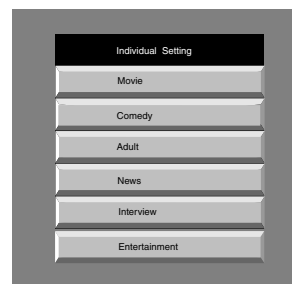 Individual Setting
Movie
Comedy
Adult
News
Interview
Entertainment